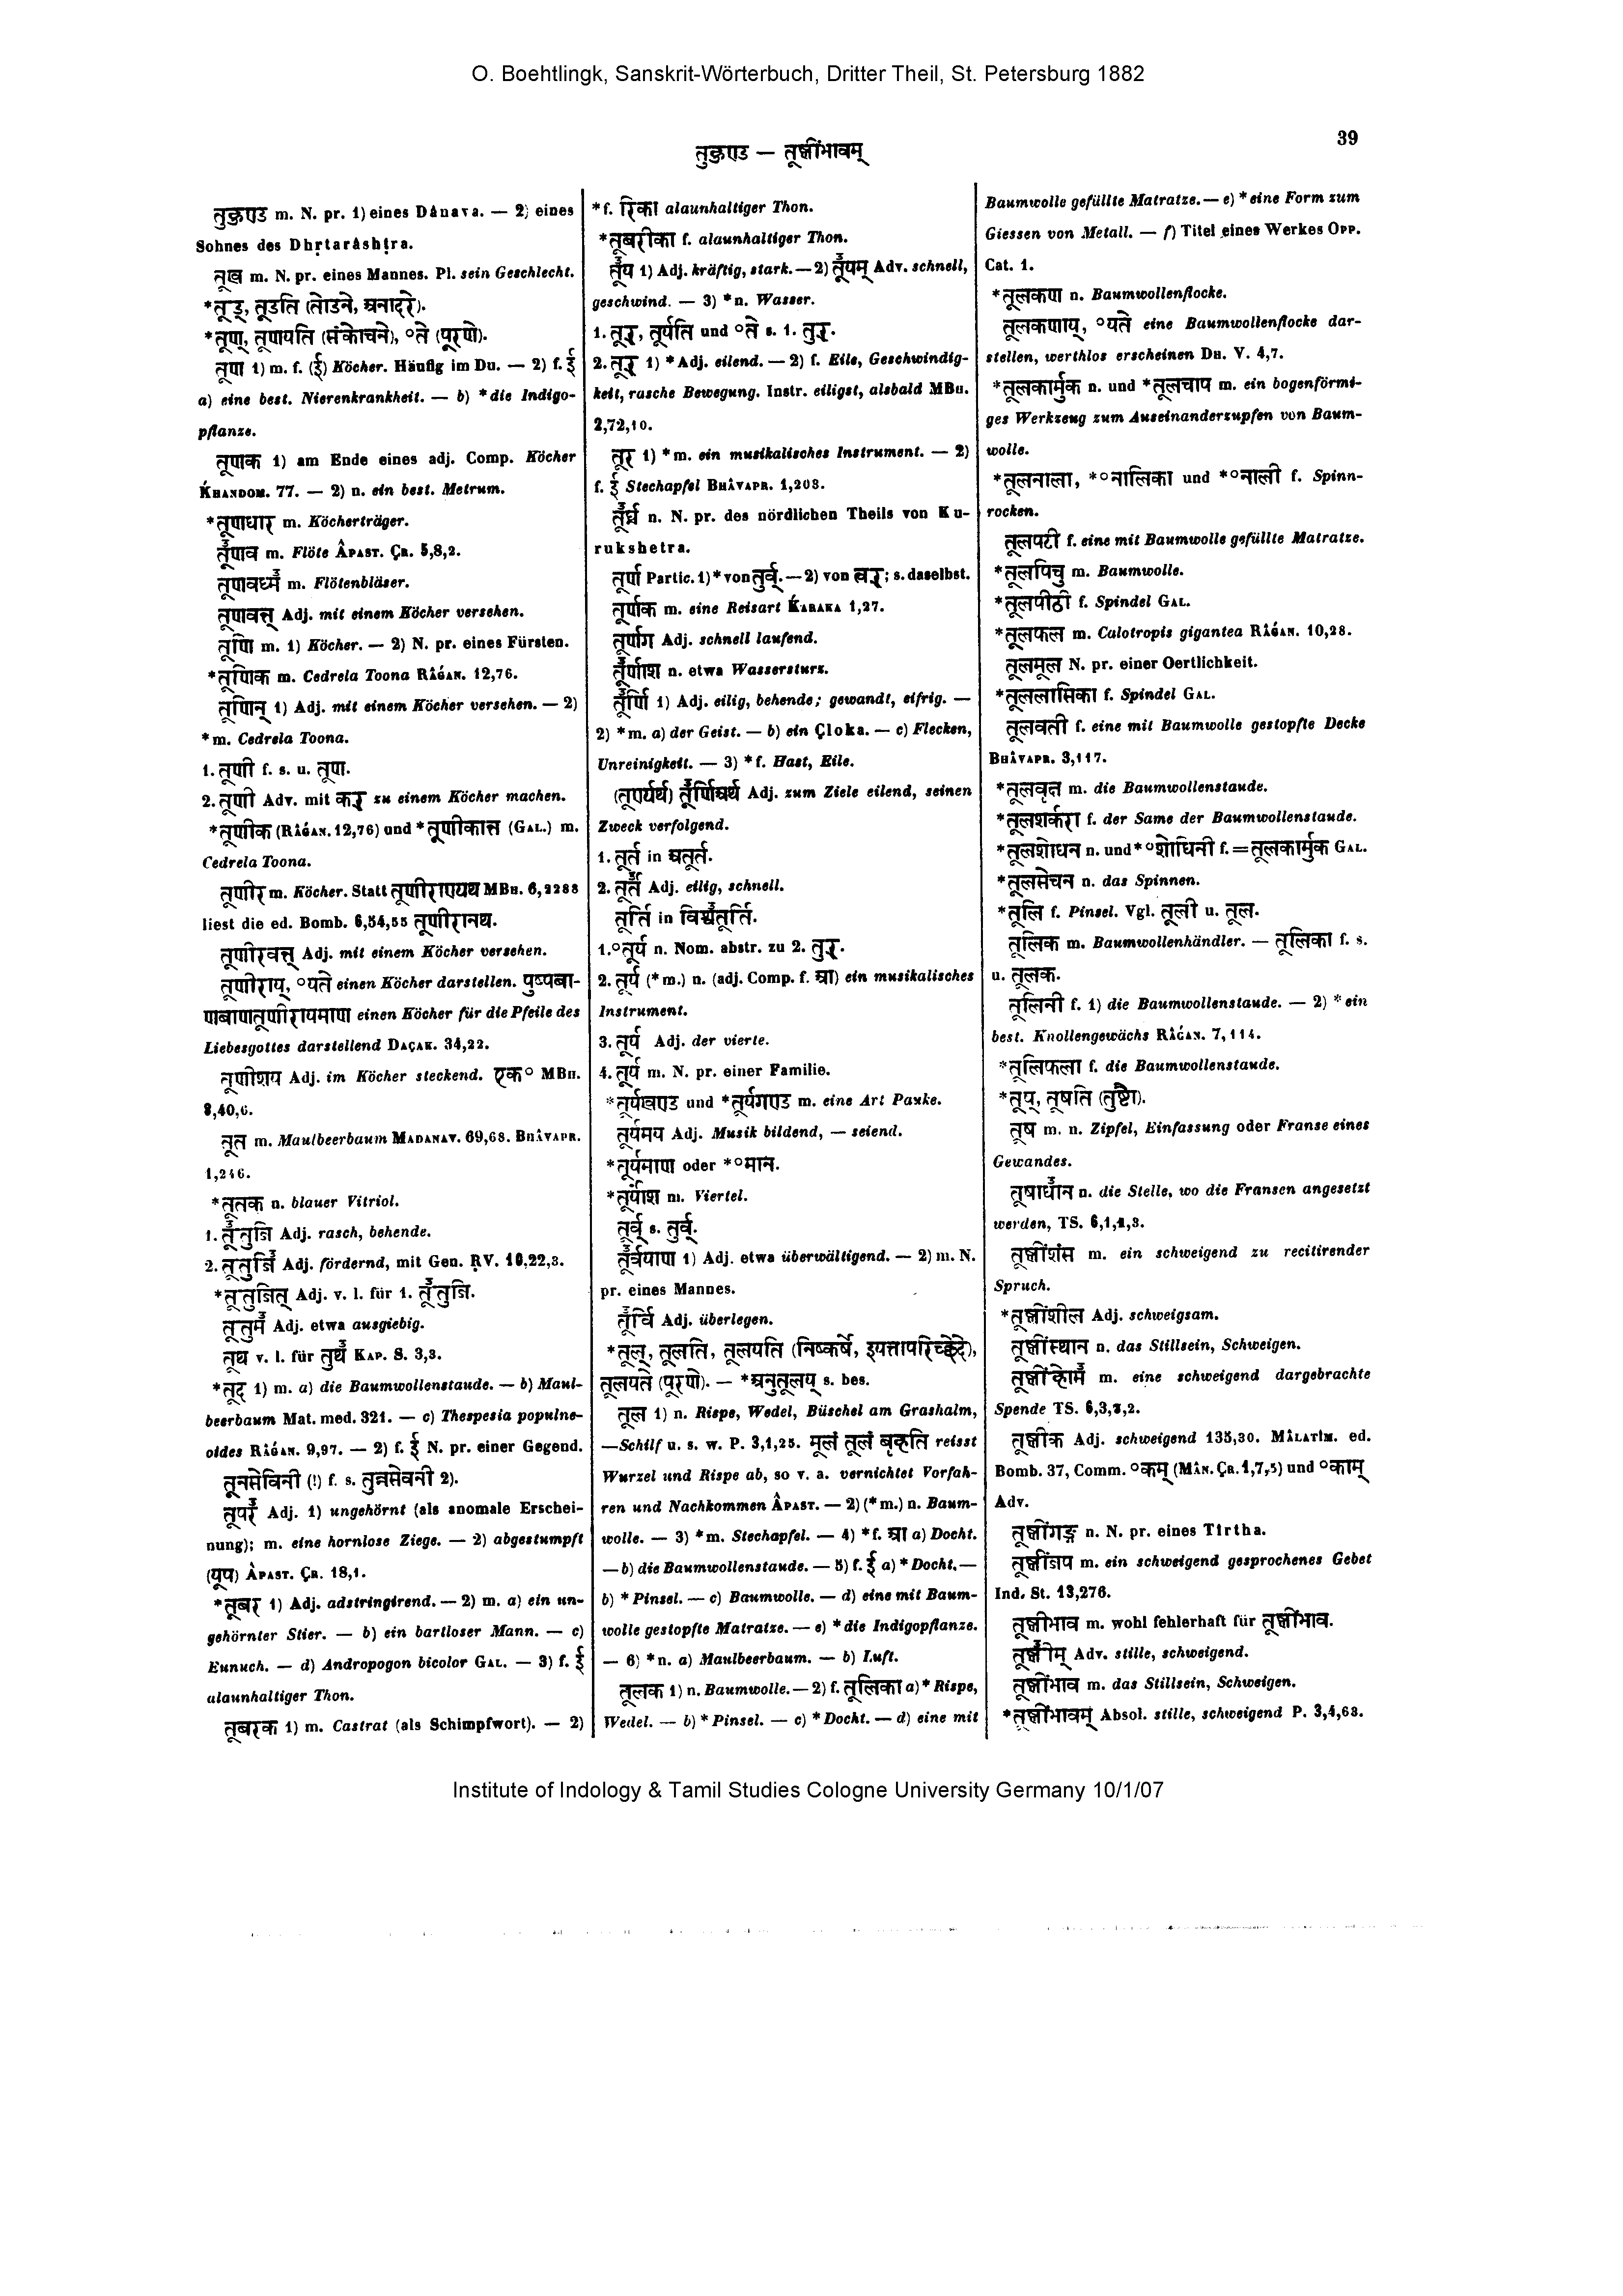 O. Boehtlingk, Sanskrit-Wörterbuch, Dritter Theil, St. Petersburg 1882
39
तुहुण्ड — तूष्णींभावम्
तुहुण्ड m. N. pr. 1) eines Dânava. — 2) eines
Sohnes des Dhṛtarâshṭra.
तूख m. N. pr. eines Mannes. Pl. sein Geschlecht.
*तूड्, तूडति (तोडने, अनादरे).
*तूण्, तूणयति (संकोचने), °ते (पूरणे).
तूण 1) m. f. (ई) Köcher. Häufig im Du. — 2) f. ई
a) eine best. Nierenkrankheit. — b) *die Indigo-
pflanze.
तूणक 1) am Ende eines adj. Comp. Köcher
Ḱhandom. 77. — 2) n. ein best. Metrum.
*तूणधार m. Köcherträger.
तू॑णव m. Flöte Âpast. Çr. 5,8,2.
तूणवध्म॑ m. Flötenbläser.
तूणवत्त् Adj. mit einem Köcher versehen.
तूणि m. 1) Köcher. — 2) N. pr. eines Fürsten.
*तूणिक m. Cedrela Toona Râǵan. 12,76.
तूणिन् 1) Adj. mit einem Köcher versehen. — 2)
*m. Cedrela Toona.
1. तूणी f. s. u. तूण.
2. तूणी Adv. mit कर् zu einem Köcher machen.
*तूणीक (Râǵan. 12,76) und *तूणीकात्त (Gal.) m.
Cedrela Toona.
तूणीर m. Köcher. Statt तूणीराण्यथ MBh. 6,2288
liest die ed. Bomb. 6,54,55 तूणीरानथ.
तूणीरवत्त् Adj. mit einem Köcher versehen.
तूणीराय्, °यते einen Köcher darstellen. पुष्पबा-
णबाणतूणीरायमाण einen Köcher für die Pfeile des
Liebesgottes darstellend Daçak. 34,22.
तूणीशय Adj. im Köcher steckend. एक° MBh.
8,40,6.
तूत m. Maulbeerbaum Madanav. 69,68. Bhâvapr.
1,246.
*तूतक n. blauer Vitriol.
1. तू॑तुजि Adj. rasch, behende.
2. तूतुजि॑ Adj. fördernd, mit Gen. ṚV. 10,22,3.
*तूतुजित् Adj. v. l. für 1. तू॑तुजि.
तूतुम॑ Adj. etwa ausgiebig.
तूथ v. l. für तुथ॑ Kap. S. 3,3.
*तूद 1) m. a) die Baumwollenstaude. — b) Maul-
beerbaum Mat. med. 321. — c) Thespesia populne-
oides Râǵan. 9,97. — 2) f. ई N. pr. einer Gegend.
तूनसेविनी (!) f. s. तुन्नसेवनी 2).
तूपर॑ Adj. 1) ungehörnt (als anomale Erschei-
nung); m. eine hornlose Ziege. — 2) abgestumpft
(यूप) Âpast. Çr. 18,1.
*तूबर 1) Adj. adstringirend. — 2) m. a) ein un-
gehörnter Stier. — b) ein bartloser Mann. — c)
Eunuch. — d) Andropogon bicolor Gal. — 3) f. ई
alaunhaltiger Thon.
तूबरक 1) m. Castrat (als Schimpfwort). — 2)
*f. रिका alaunhaltiger Thon.
*तूबरीका f. alaunhaltiger Thon.
तू॑य 1) Adj. kräftig, stark. — 2) तू॑यम् Adv. schnell,
geschwind. — 3) *n. Wasser.
1. तूर्, तूर्यति und °ते s. 1. तुर्.
2. तूर् 1) *Adj. eilend. — 2) f. Eile, Geschwindig-
keit, rasche Bewegung. Instr. eiligst, alsbald MBh.
2,72,10.
तूर 1) *m. ein musikalisches Instrument. — 2)
f. ई Stechapfel Bhâvapr. 1,203.
तू॑र्घ्न n. N. pr. des nördlichen Theils von Ku-
rukshetra.
तूर्ण Partic. 1) *von तुर्व्. — 2) von त्वर्; s. daselbst.
तूर्णक m. eine Reisart Ḱaraka 1,27.
तूर्णग Adj. schnell laufend.
तू॑र्णाश n. etwa Wassersturz.
तू॑र्णि 1) Adj. eilig, behende; gewandt, eifrig. —
2) *m. a) der Geist. — b) ein Çloka. — c) Flecken,
Unreinigkeit. — 3) *f. Hast, Eile.
(तूर्ण्यर्थ) तू॑र्णिअर्थ Adj. zum Ziele eilend, seinen
Zweck verfolgend.
1. तूर्त in अतूर्त.
2. तूर्त॑ Adj. eilig, schnell.
तूर्ति in विश्व॑तूर्ति.
1. °तूर्य n. Nom. abstr. zu 2. तुर्.
2. तूर्य (*m.) n. (adj. Comp. f. आ) ein musikalisches
Instrument.
3. तूर्य Adj. der vierte.
4. तूर्य m. N. pr. einer Familie.
*तूर्यखण्ड und *तूर्यगण्ड m. eine Art Pauke.
तूर्यमय Adj. Musik bildend, — seiend.
*तूर्यमाण oder *°मान.
*तूर्यांश m. Viertel.
तूर्व् s. तुर्व्.
तू॑र्वयाण 1) Adj. etwa überwältigend. — 2) m. N.
pr. eines Mannes.
तू॑र्वि Adj. überlegen.
*तूल्, तूलति, तूलयति (निष्कर्षे, इयत्तापरिच्छेदे),
तूलयते (पूरणे). — *अनुतूलय् s. bes.
तूल 1) n. Rispe, Wedel, Büschel am Grashalm,
—Schilf u. s. w. P. 3,1,25. मूलं तूलं बृहति reisst
Wurzel und Rispe ab, so v. a. vernichtet Vorfah-
ren und Nachkommen Âpast. — 2) (*m.) n. Baum-
wolle. — 3) *m. Stechapfel. — 4) *f. आ a) Docht.
— b) die Baumwollenstaude. — 5) f. ई a) *Docht. —
b) *Pinsel. — c) Baumwolle. — d) eine mit Baum-
wolle gestopfte Matratze. — e) *die Indigopflanze.
— 6) *n. a) Maulbeerbaum. — b) Luft.
तूलक 1) n. Baumwolle. — 2) f. तूलिका a) *Rispe,
Wedel. — b) *Pinsel. — c) *Docht. — d) eine mit
Baumwolle gefüllte Matratze. — e) *eine Form zum
Giessen von Metall. — f) Titel eines Werkes Opp.
Cat. 1.
*तूलकण n. Baumwollenflocke.
तूलकणाय्, °यते eine Baumwollenflocke dar-
stellen, werthlos erscheinen Dh. V. 4,7.
*तूलकार्मुक n. und *तूलचाप m. ein bogenförmi-
ges Werkzeug zum Auseinanderzupfen von Baum-
wolle.
*तूलनाला, *°नालिका und *°नाली f. Spinn-
rocken.
तूलपटी f. eine mit Baumwolle gefüllte Matratze.
*तूलपिचु m. Baumwolle.
*तूलपीठी f. Spindel Gal.
*तूलफल m. Calotropis gigantea Râǵan. 10,28.
तूलमूल N. pr. einer Oertlichkeit.
*तूललासिका f. Spindel Gal.
तूलवती f. eine mit Baumwolle gestopfte Decke
Bhâvapr. 3,117.
*तूलवृत्त m. die Baumwollenstaude.
*तूलशर्करा f. der Same der Baumwollenstaude.
*तूलशोधन n. und *°शोधिनी f. = तूलकार्मुक Gal.
*तूलसेचन n. das Spinnen.
*तूलि f. Pinsel. Vgl. तूली u. तूल.
तूलिक m. Baumwollenhändler. — तूलिका f. s.
u. तूलक.
तूलिनी f. 1) die Baumwollenstaude. — 2) *ein
best. Knollengewächs Râǵan. 7,114.
*तूलिफला f. die Baumwollenstaude.
*तूष्, तूषति (तुष्टौ).
तूष m. n. Zipfel, Einfassung oder Franse eines
Gewandes.
तूषाधा॑न n. die Stelle, wo die Fransen angesetzt
werden, TS. 6,1,1,3.
तूष्णींशंस m. ein schweigend zu recitirender
Spruch.
*तूष्णींशील Adj. schweigsam.
तूष्णींस्थान n. das Stillsein, Schweigen.
तूष्णींहोम॑ m. eine schweigend dargebrachte
Spende TS. 6,3,7,2.
तूष्णीक Adj. schweigend 135,30. Mâlatîm. ed.
Bomb. 37, Comm. °कम् (Mân. Çr. 1,7,5) und °काम्
Adv.
तूष्णींगङ्ग n. N. pr. eines Tîrtha.
तूष्णींजप m. ein schweigend gesprochenes Gebet
Ind. St. 13,276.
तूष्णीभाव m. wohl fehlerhaft für तूष्णींभाव.
तूष्णी॑म् Adv. stille, schweigend.
तूष्णींभाव m. das Stillsein, Schweigen.
*तूष्णींभावम् Absol. stille, schweigend P. 3,4,63.
Institute of Indology & Tamil Studies Cologne University Germany 10/1/07